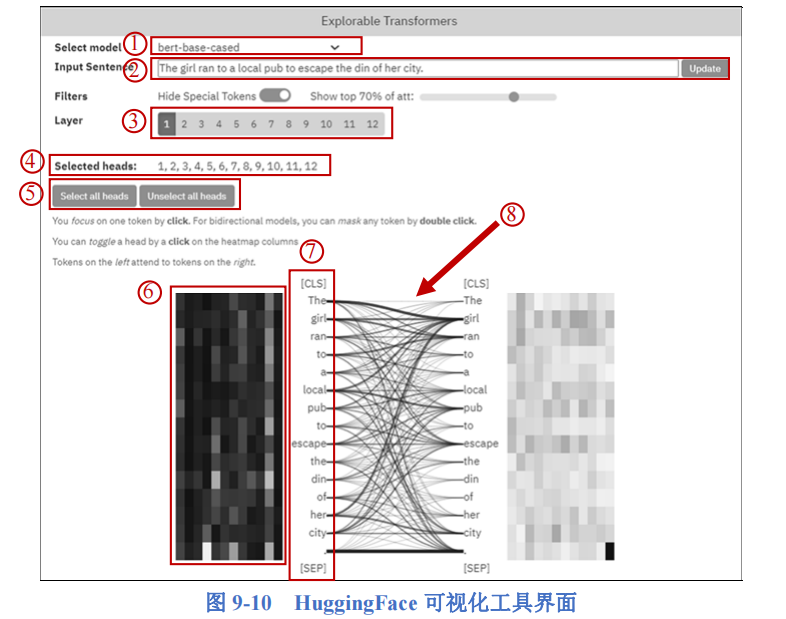 Explorable Transformers
Select model ① bert-base-cased
Input Sentence ② The girl ran to a local pub to escape the din of her city. Update
Filters Hide Special Tokens Show top 70% of att:
Layer ③ 1 2 3 4 5 6 7 8 9 10 11 12
④ Selected heads: 1, 2, 3, 4, 5, 6, 7, 8, 9, 10, 11, 12
⑤ Select all heads Unselect all heads
You focus on one token by click. For bidirectional models, you can mask any token by double click.
You can toggle a head by a click on the heatmap columns
Tokens on the left attend to tokens on the right.
⑥ ⑦ ⑧
[CLS] [CLS]
The The
girl girl
ran ran
to to
a a
local local
pub pub
to to
escape escape
the the
din din
of of
her her
city city
. .
[SEP] [SEP]
图 9-10 HuggingFace 可视化工具界面